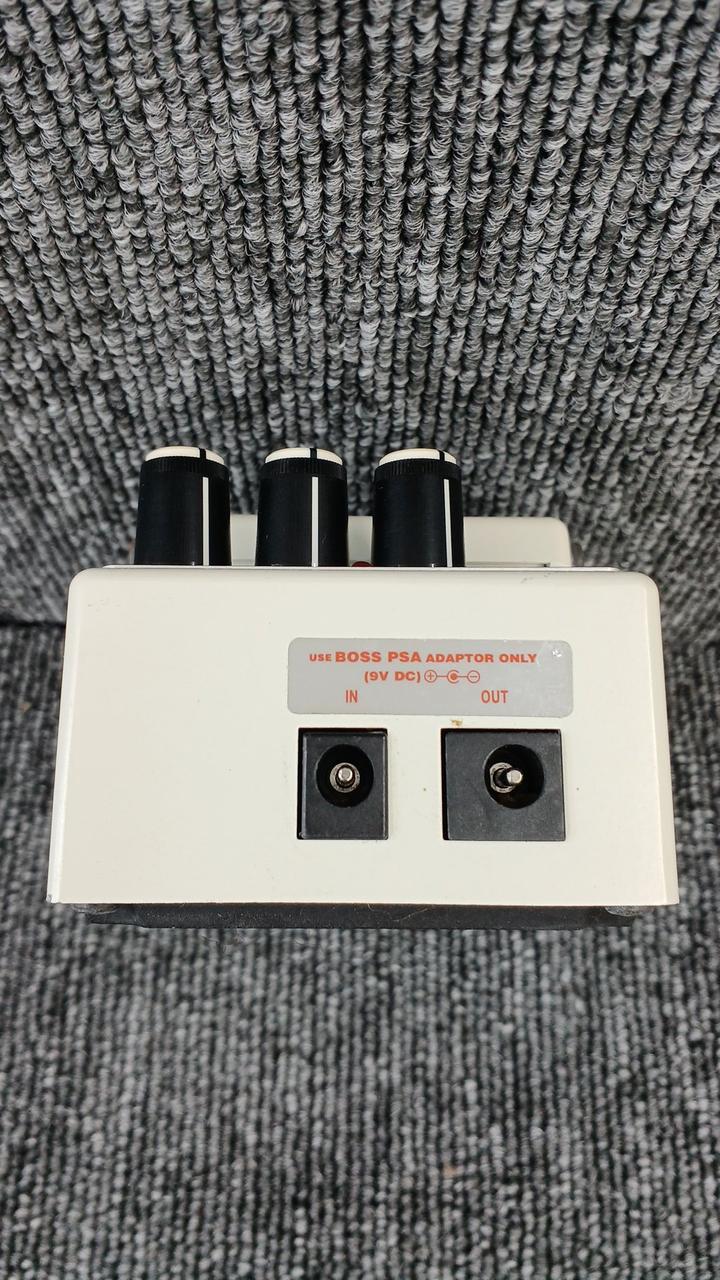 USE BOSS PSA ADAPTOR ONLY
(9V DC) ⊕-⊖
IN OUT